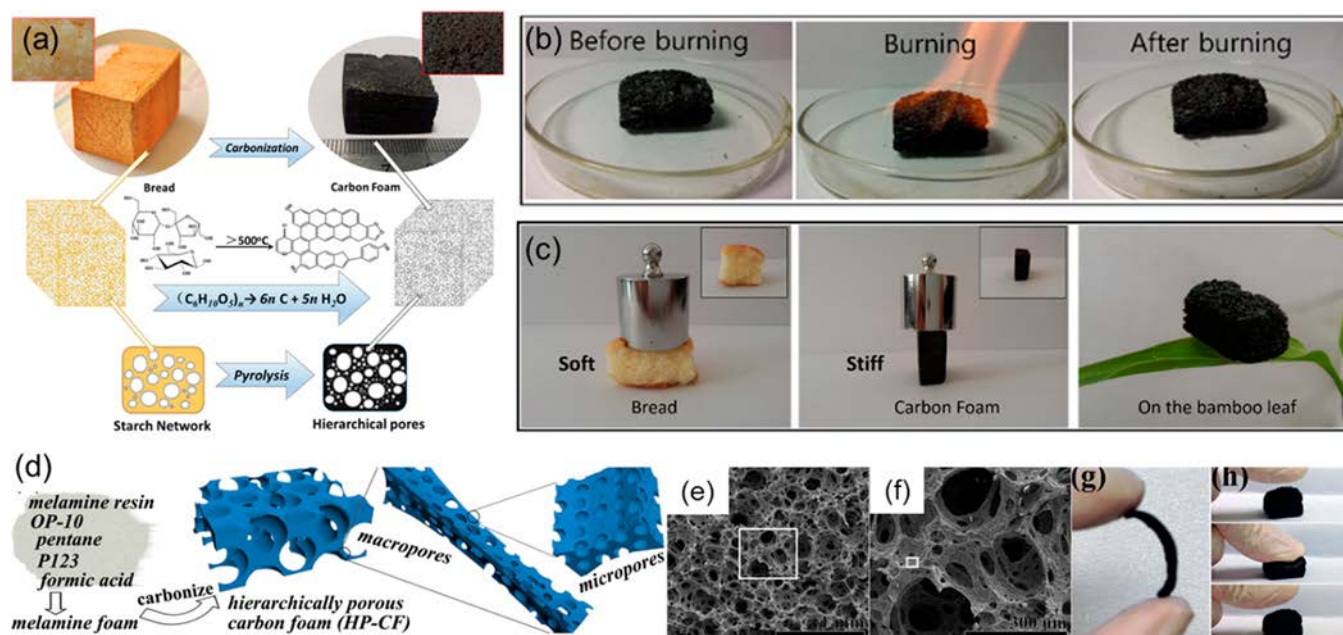 (a)
Bread
Carbonization
Carbon Foam
>500°C
(C₆H₁₀O₅)ₙ→ 6n C + 5n H₂O
Pyrolysis
Starch Network
Hierarchical pores
(b)
Before burning
Burning
After burning
(c)
Soft
Bread
Stiff
Carbon Foam
On the bamboo leaf
(d)
melamine resin
OP-10
pentane
P123
formic acid
melamine foam
carbonize
hierarchically porous
carbon foam (HP-CF)
macropores
micropores
(e)
(f)
(g)
(h)